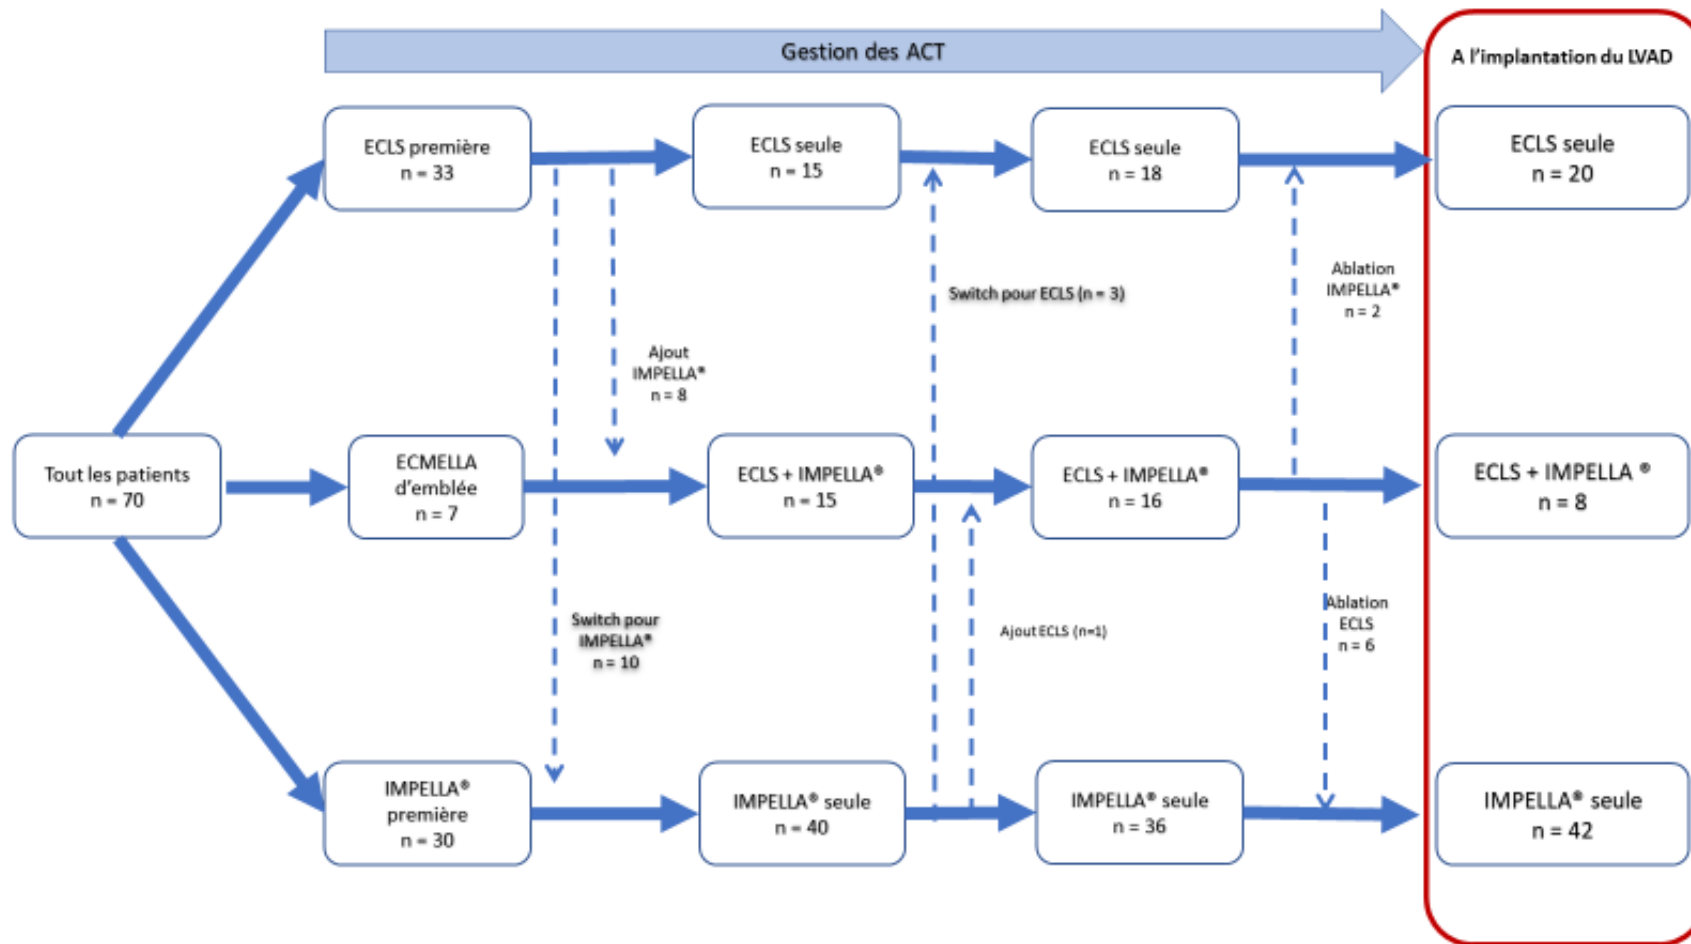 Gestion des ACT
A l'implantation du LVAD
ECLS première
n = 33
ECLS seule
n = 15
ECLS seule
n = 18
ECLS seule
n = 20
Switch pour ECLS (n = 3)
Ablation
IMPELLA®
n = 2
Ajout
IMPELLA®
n = 8
Tout les patients
n = 70
ECMELLA
d'emblée
n = 7
ECLS + IMPELLA®
n = 15
ECLS + IMPELLA®
n = 16
ECLS + IMPELLA ®
n = 8
Switch pour
IMPELLA®
n = 10
Ajout ECLS (n=1)
Ablation
ECLS
n = 6
IMPELLA®
première
n = 30
IMPELLA® seule
n = 40
IMPELLA® seule
n = 36
IMPELLA® seule
n = 42